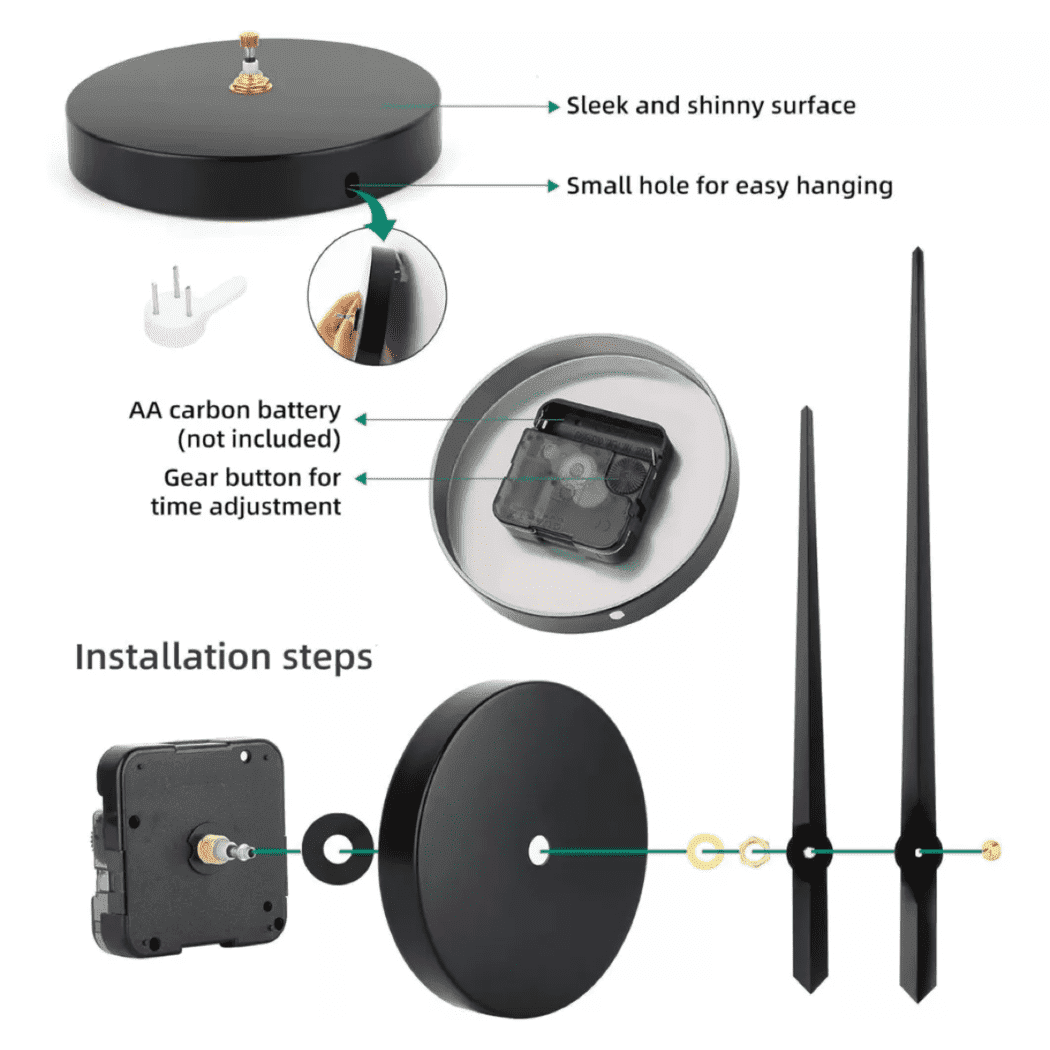 Sleek and shinny surface
Small hole for easy hanging
AA carbon battery
(not included)
Gear button for
time adjustment
Installation steps